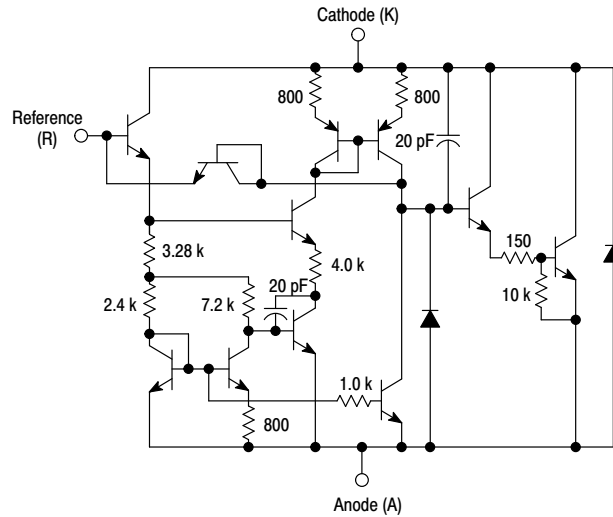 Cathode (K)
800
800
Reference
(R)
20 pF
3.28 k
4.0 k
150
2.4 k
7.2 k
20 pF
10 k
1.0 k
800
Anode (A)